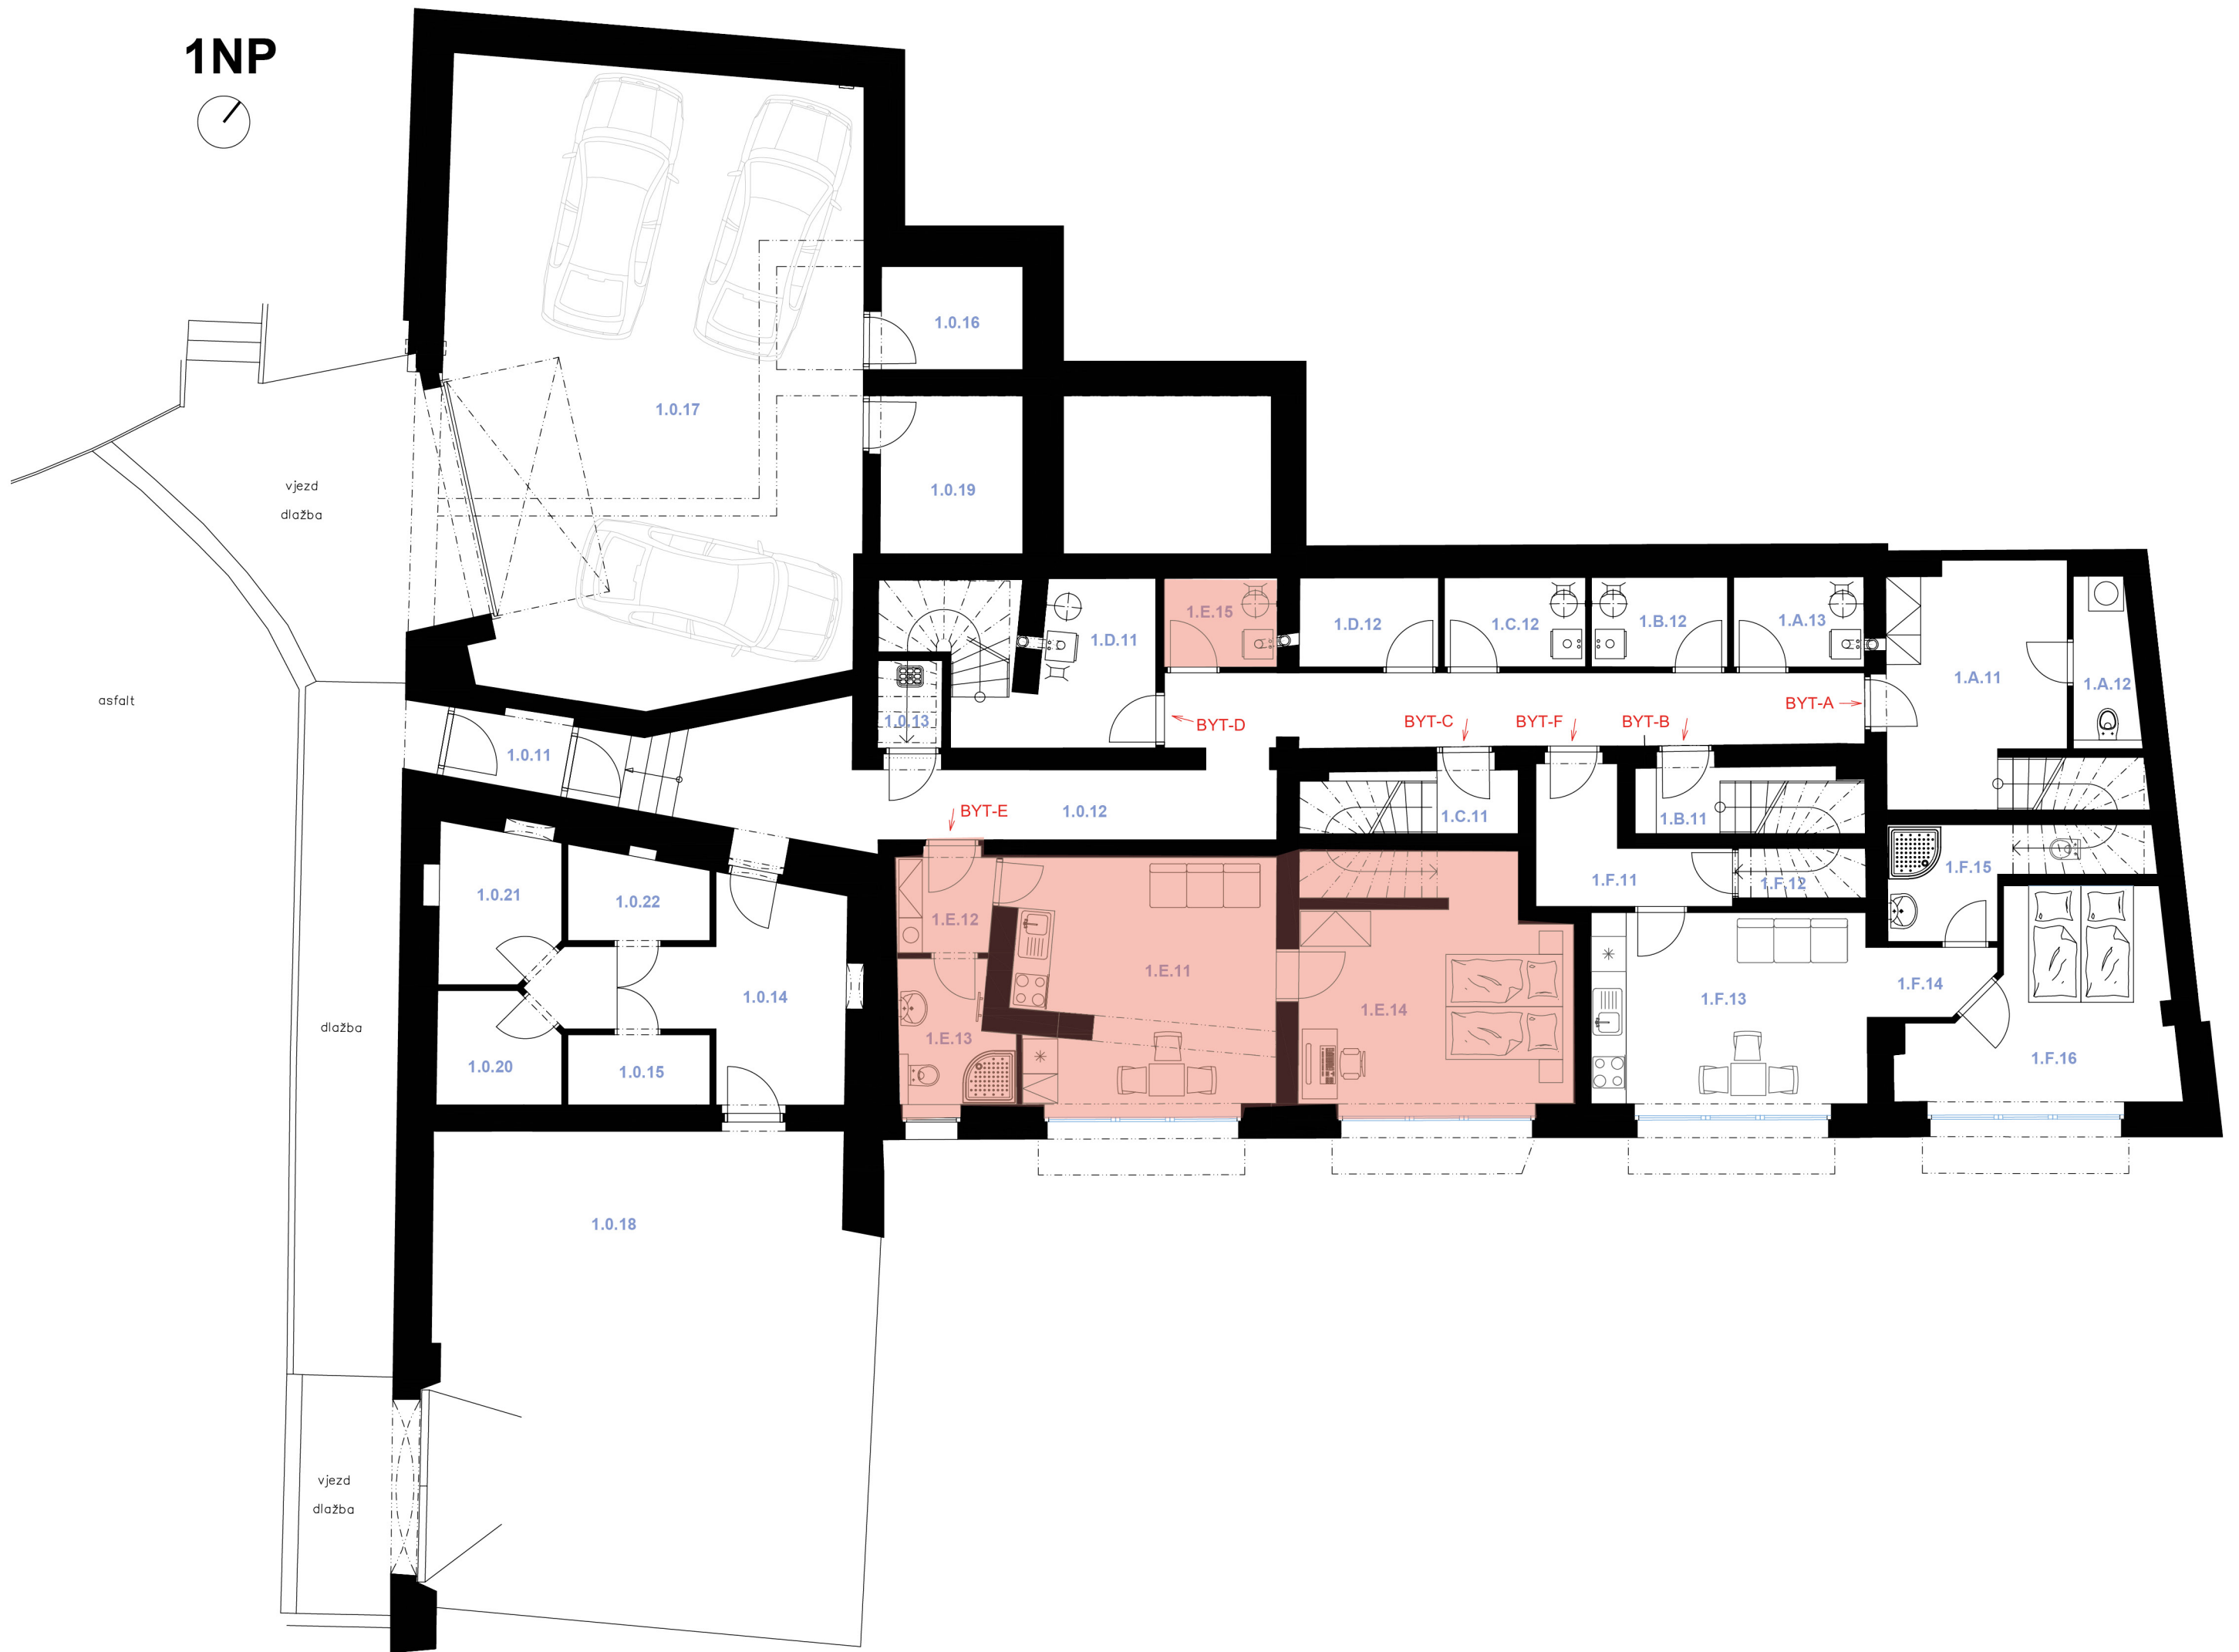 1NP
1.0.16
1.0.17
1.0.19
vjezd
dlažba
1.E.15
1.D.11
1.D.12
1.C.12
1.B.12
1.A.13
1.A.11
1.A.12
asfalt
1.0.13
BYT-D
BYT-C
BYT-F
BYT-B
BYT-A
1.0.11
BYT-E
1.0.12
1.C.11
1.B.11
1.F.15
1.F.11
1.F.12
1.0.21
1.0.22
1.E.12
1.E.11
1.E.14
1.F.13
1.F.14
1.0.14
dlažba
1.E.13
1.0.20
1.0.15
1.F.16
1.0.18
vjezd
dlažba